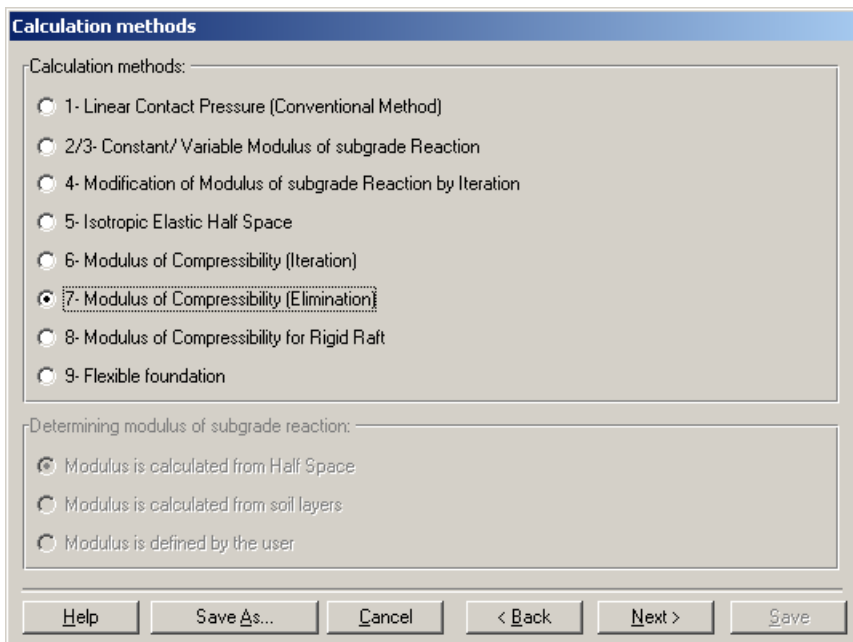 Calculation methods
Calculation methods:
1- Linear Contact Pressure (Conventional Method)
2/3- Constant/ Variable Modulus of subgrade Reaction
4- Modification of Modulus of subgrade Reaction by Iteration
5- Isotropic Elastic Half Space
6- Modulus of Compressibility (Iteration)
7- Modulus of Compressibility (Elimination)
8- Modulus of Compressibility for Rigid Raft
9- Flexible foundation
Determining modulus of subgrade reaction:
Modulus is calculated from Half Space
Modulus is calculated from soil layers
Modulus is defined by the user
Help Save As... Cancel < Back Next > Save